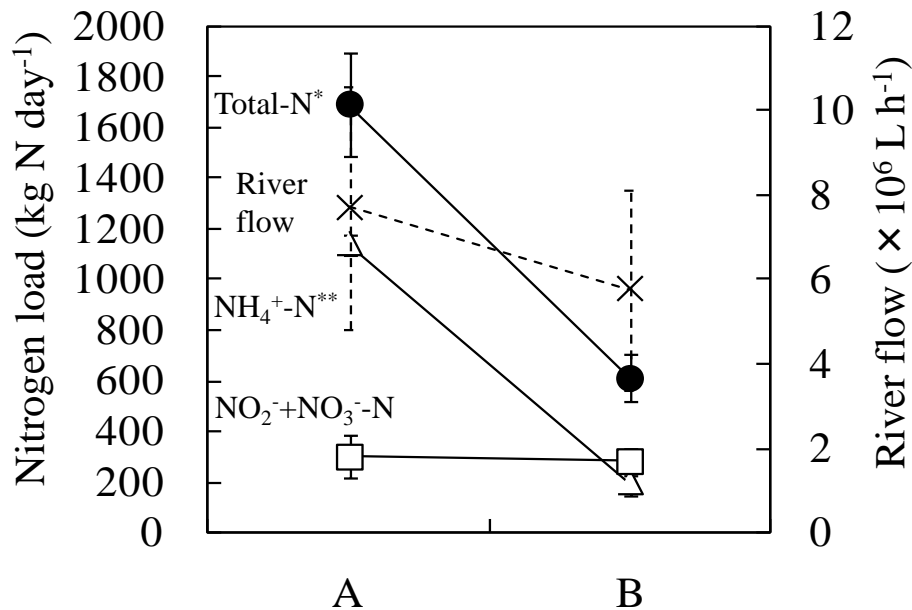 Nitrogen load (kg N day⁻¹)
2000
1800
1600
1400
1200
1000
800
600
400
200
0
Total-N*
River
flow
NH₄⁺-N**
NO₂⁻+NO₃⁻-N
12
10
8
6
4
2
0
River flow ( × 10⁶ L h⁻¹)
A
B